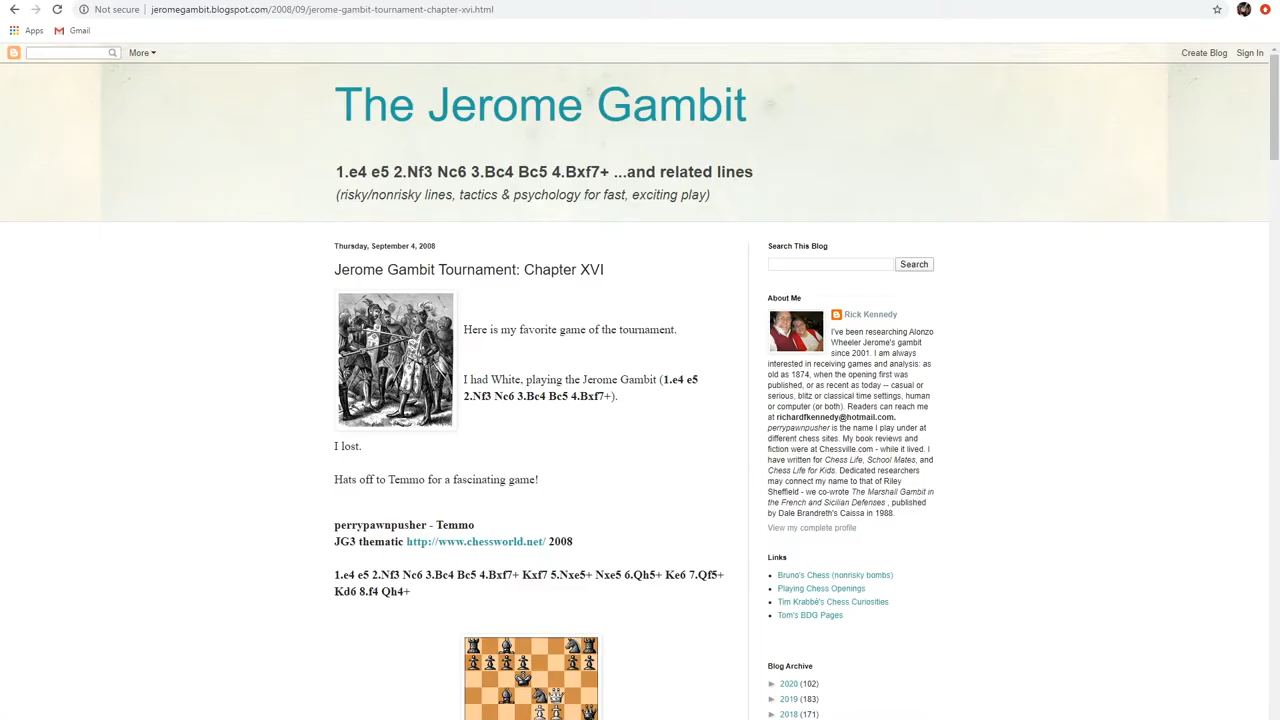 Not secure
jeromegambit.blogspot.com/2008/09/jerome-gambit-tournament-chapter-xvi.html
Apps
Gmail
More
Create Blog
Sign In
The Jerome Gambit
1.e4 e5 2.Nf3 Nc6 3.Bc4 Bc5 4.Bxf7+ ...and related lines
(risky/nonrisky lines, tactics & psychology for fast, exciting play)
Thursday, September 4, 2008
Jerome Gambit Tournament: Chapter XVI
Here is my favorite game of the tournament.
I had White, playing the Jerome Gambit (1.e4 e5
2.Nf3 Nc6 3.Bc4 Bc5 4.Bxf7+).
I lost.
Hats off to Temmo for a fascinating game!
perrypawnpusher - Temmo
JG3 thematic http://www.chessworld.net/ 2008
1.e4 e5 2.Nf3 Nc6 3.Bc4 Bc5 4.Bxf7+ Kxf7 5.Nxe5+ Nxe5 6.Qh5+ Ke6 7.Qf5+
Kd6 8.f4 Qh4+
Search This Blog
Search
About Me
Rick Kennedy
I've been researching Alonzo
Wheeler Jerome's gambit
since 2001. I am always
interested in receiving games and analysis: as
old as 1874, when the opening first was
published, or as recent as today -- casual or
serious, blitz or classical time settings, human
or computer (or both). Readers can reach me
at richardfkennedy@hotmail.com.
perrypawnpusher is the name I play under at
different chess sites. My book reviews and
fiction were at Chessville.com - while it lived. I
have written for Chess Life, School Mates, and
Chess Life for Kids. Dedicated researchers
may connect my name to that of Riley
Sheffield - we co-wrote The Marshall Gambit in
the French and Sicilian Defenses , published
by Dale Brandreth's Caissa in 1988.
View my complete profile
Links
Bruno's Chess (nonrisky bombs)
Playing Chess Openings
Tim Krabbè's Chess Curiosities
Tom's BDG Pages
Blog Archive
► 2020 (102)
► 2019 (183)
► 2018 (171)